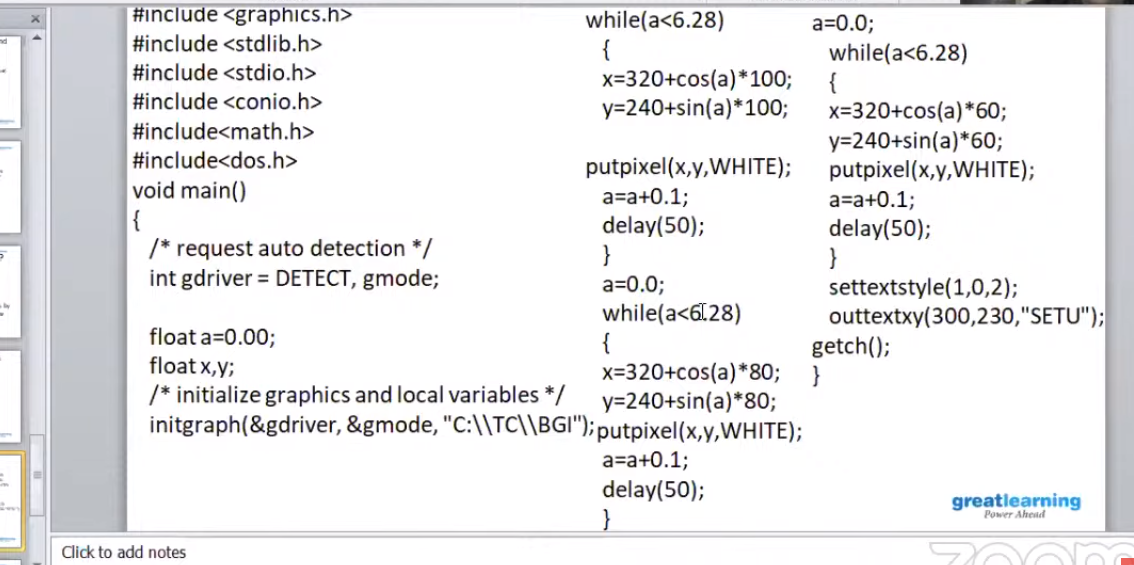 #include <graphics.h>
#include <stdlib.h>
#include <stdio.h>
#include <conio.h>
#include<math.h>
#include<dos.h>
void main()
{
/* request auto detection */
int gdriver = DETECT, gmode;
float a=0.00;
float x,y;
/* initialize graphics and local variables */
initgraph(&gdriver, &gmode, "C:\\TC\\BGI");
while(a<6.28)
{
x=320+cos(a)*100;
y=240+sin(a)*100;
putpixel(x,y,WHITE);
a=a+0.1;
delay(50);
}
a=0.0;
while(a<6.28)
{
x=320+cos(a)*80;
y=240+sin(a)*80;
putpixel(x,y,WHITE);
a=a+0.1;
delay(50);
}
a=0.0;
while(a<6.28)
{
x=320+cos(a)*60;
y=240+sin(a)*60;
putpixel(x,y,WHITE);
a=a+0.1;
delay(50);
}
settextstyle(1,0,2);
outtextxy(300,230,"SETU");
getch();
}
greatlearning
Power Ahead
Click to add notes
zoom